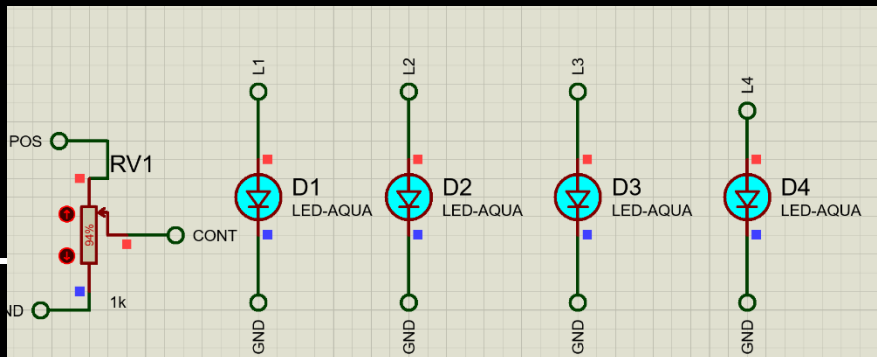 L1
L2
L3
L4
POS
RV1
94%
CONT
1k
ND
D1
LED-AQUA
D2
LED-AQUA
D3
LED-AQUA
D4
LED-AQUA
GND
GND
GND
GND